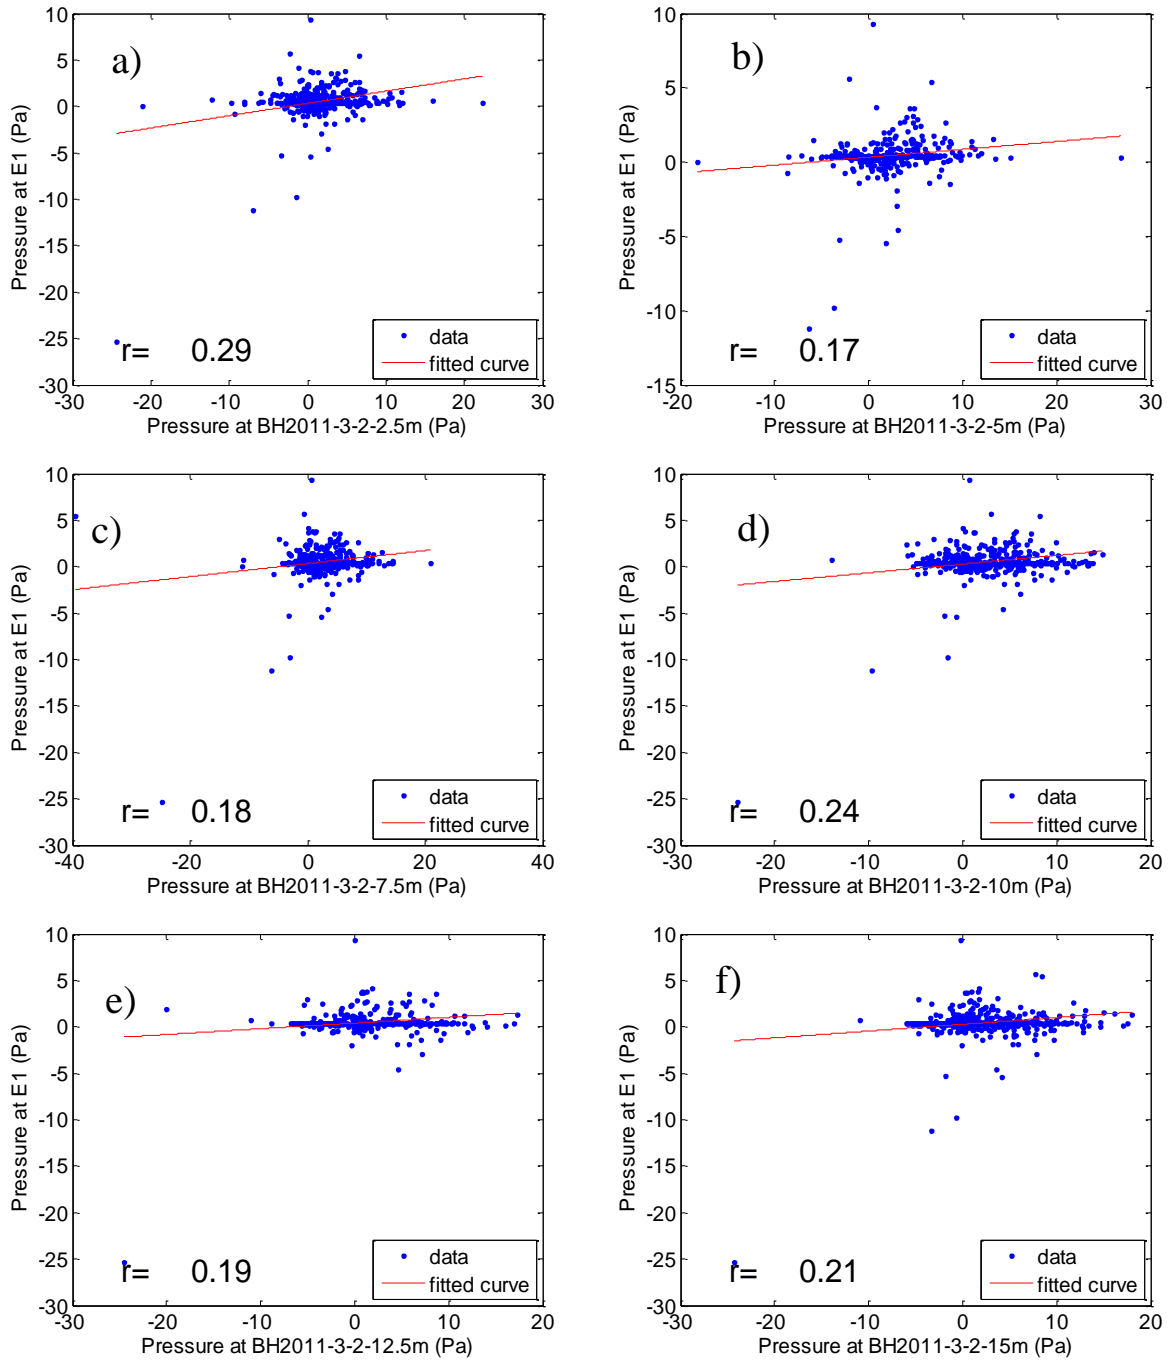 a)
10
5
0
-5
-10
-15
-20
-25
-30
Pressure at E1 (Pa)
r= 0.29
data
fitted curve
-30 -20 -10 0 10 20 30
Pressure at BH2011-3-2-2.5m (Pa)
b)
10
5
0
-5
-10
-15
Pressure at E1 (Pa)
r= 0.17
data
fitted curve
-20 -10 0 10 20 30
Pressure at BH2011-3-2-5m (Pa)
c)
10
5
0
-5
-10
-15
-20
-25
-30
Pressure at E1 (Pa)
r= 0.18
data
fitted curve
-40 -20 0 20 40
Pressure at BH2011-3-2-7.5m (Pa)
d)
10
5
0
-5
-10
-15
-20
-25
-30
Pressure at E1 (Pa)
r= 0.24
data
fitted curve
-30 -20 -10 0 10 20
Pressure at BH2011-3-2-10m (Pa)
e)
10
5
0
-5
-10
-15
-20
-25
-30
Pressure at E1 (Pa)
r= 0.19
data
fitted curve
-30 -20 -10 0 10 20
Pressure at BH2011-3-2-12.5m (Pa)
f)
10
5
0
-5
-10
-15
-20
-25
-30
Pressure at E1 (Pa)
r= 0.21
data
fitted curve
-30 -20 -10 0 10 20
Pressure at BH2011-3-2-15m (Pa)